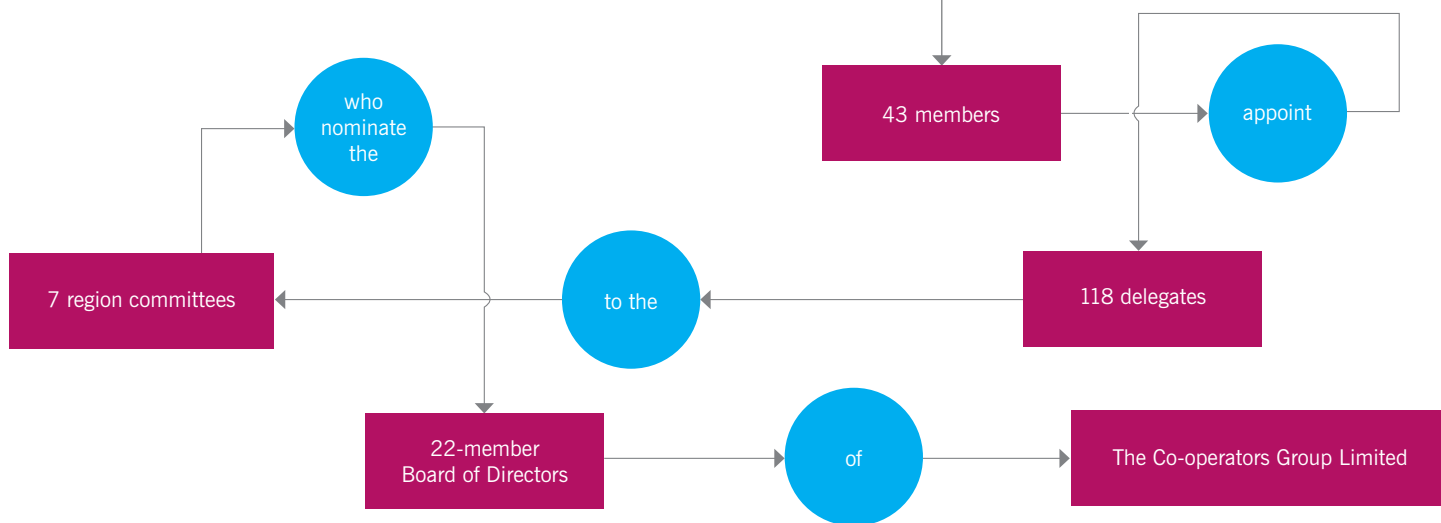 43 members
appoint
118 delegates
to the
7 region committees
who
nominate
the
22-member
Board of Directors
of
The Co-operators Group Limited